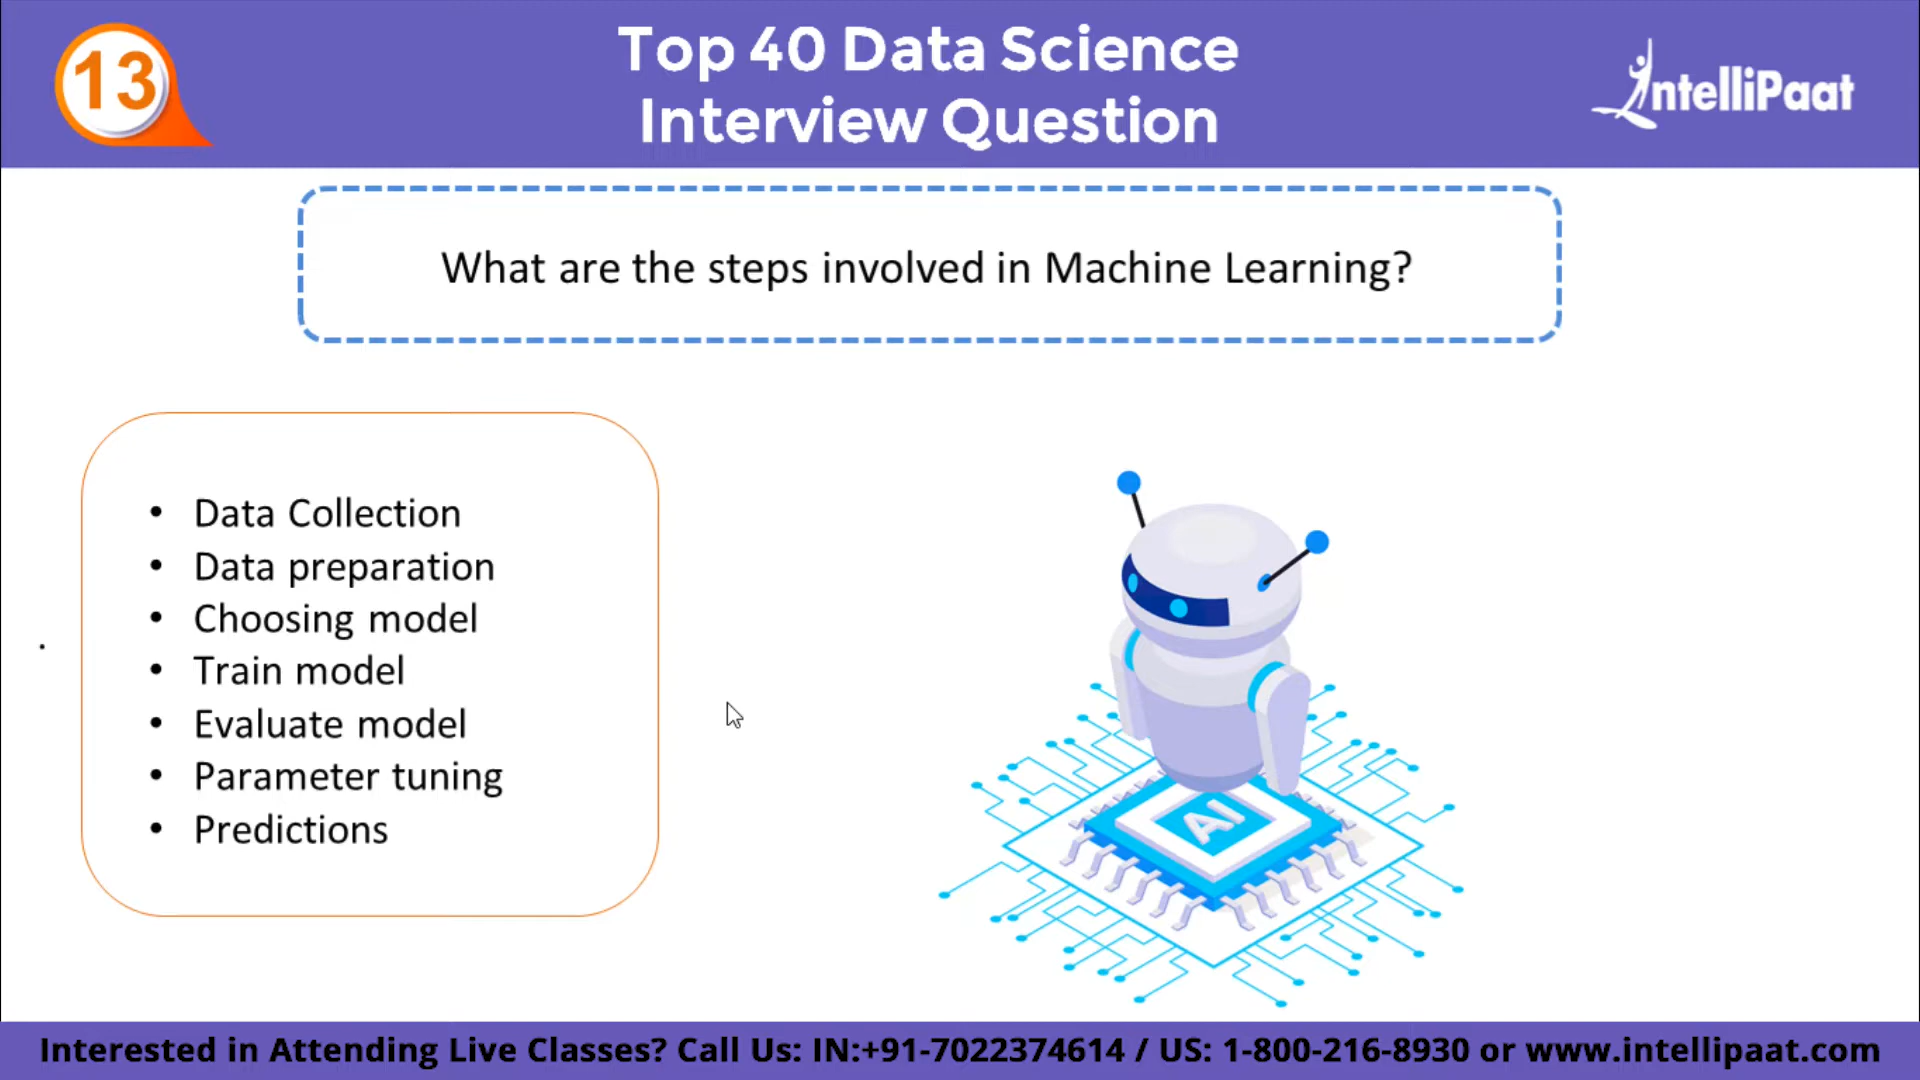 13
Top 40 Data Science
Interview Question
IntelliPaat
What are the steps involved in Machine Learning?
• Data Collection
• Data preparation
• Choosing model
• Train model
• Evaluate model
• Parameter tuning
• Predictions
AI
Interested in Attending Live Classes? Call Us: IN:+91-7022374614 / US: 1-800-216-8930 or www.intellipaat.com